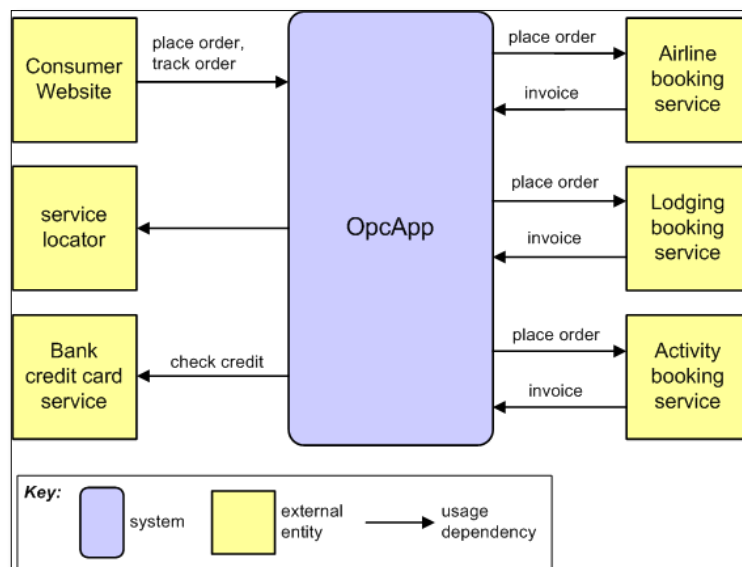 Consumer
Website
place order,
track order
service
locator
Bank
credit card
service
check credit
OpcApp
place order
invoice
Airline
booking
service
place order
invoice
Lodging
booking
service
place order
invoice
Activity
booking
service
Key:
system
external
entity
usage
dependency